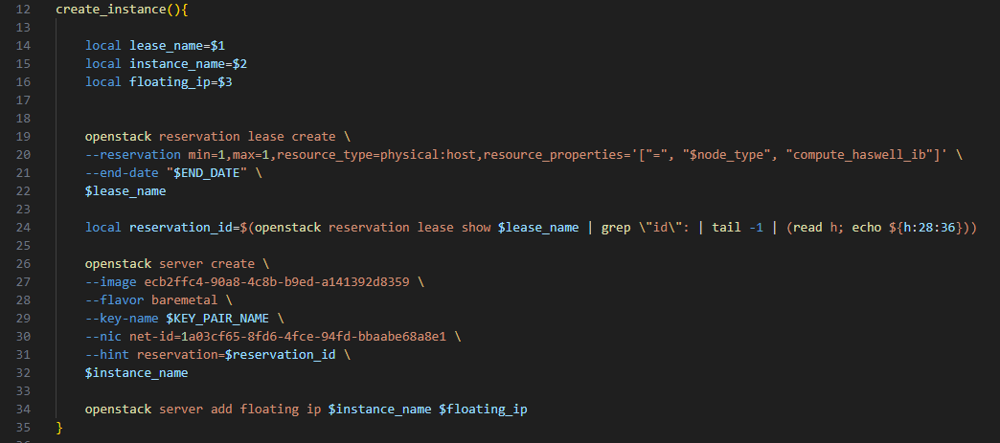 12 create_instance(){
13
14 local lease_name=$1
15 local instance_name=$2
16 local floating_ip=$3
17
18
19 openstack reservation lease create \
20 --reservation min=1,max=1,resource_type=physical:host,resource_properties='["=", "$node_type", "compute_haswell_ib"]' \
21 --end-date "$END_DATE" \
22 $lease_name
23
24 local reservation_id=$(openstack reservation lease show $lease_name | grep \"id\": | tail -1 | (read h; echo ${h:28:36}))
25
26 openstack server create \
27 --image ecb2ffc4-90a8-4c8b-b9ed-a141392d8359 \
28 --flavor baremetal \
29 --key-name $KEY_PAIR_NAME \
30 --nic net-id=1a03cf65-8fd6-4fce-94fd-bbaabe68a8e1 \
31 --hint reservation=$reservation_id \
32 $instance_name
33
34 openstack server add floating ip $instance_name $floating_ip
35 }